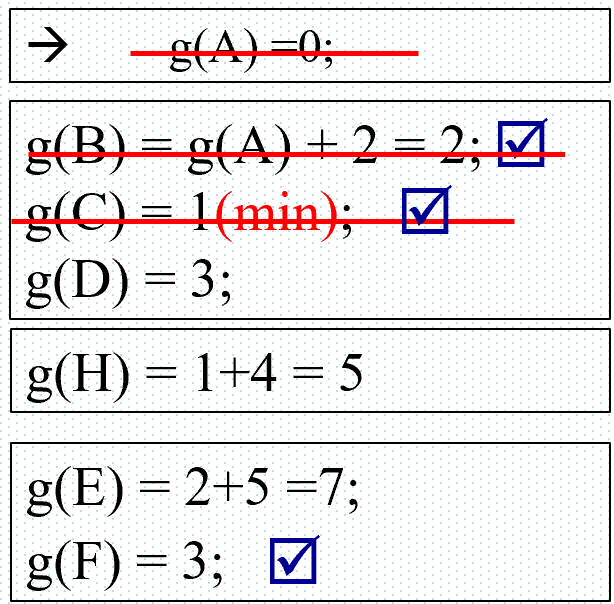 → g(A) =0;
g(B) = g(A) + 2 = 2; ☑
g(C) = 1(min); ☑
g(D) = 3;
g(H) = 1+4 = 5
g(E) = 2+5 =7;
g(F) = 3; ☑